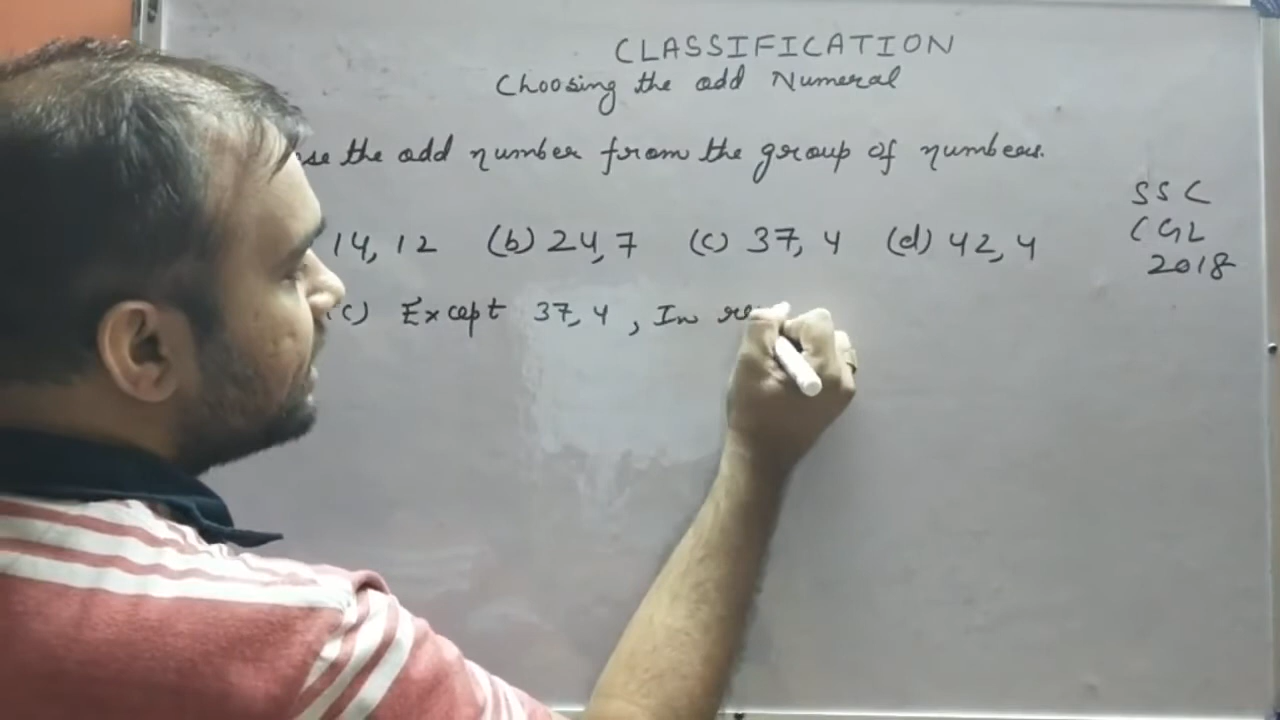 CLASSIFICATION
Choosing the odd Numeral
the odd number from the group of numbers.
14, 12 (b) 24, 7 (c) 37, 4 (d) 42, 4
SSC
CGL
2018
(c) Except 37, 4, In